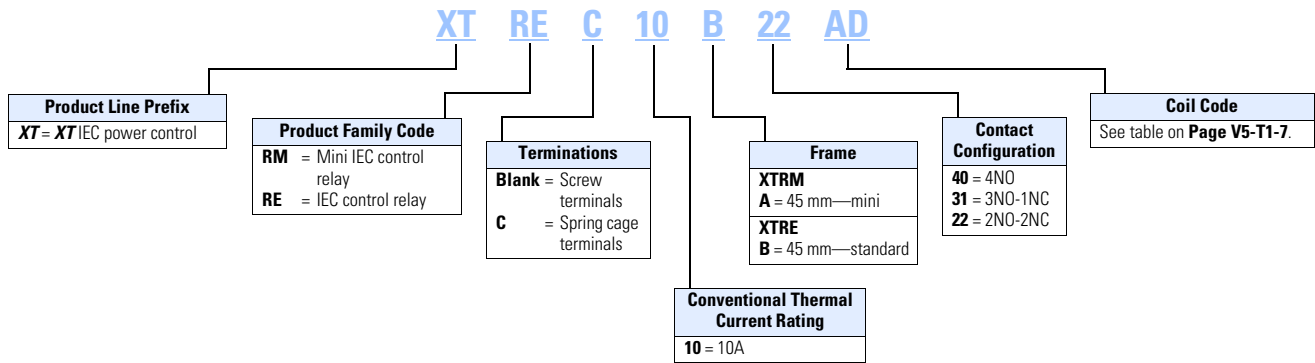 XT RE C 10 B 22 AD
Product Line Prefix
XT = XT IEC power control
Product Family Code
RM = Mini IEC control
relay
RE = IEC control relay
Terminations
Blank = Screw
terminals
C = Spring cage
terminals
Conventional Thermal
Current Rating
10 = 10A
Frame
XTRM
A = 45 mm—mini
XTRE
B = 45 mm—standard
Contact
Configuration
40 = 4NO
31 = 3NO-1NC
22 = 2NO-2NC
Coil Code
See table on Page V5-T1-7.